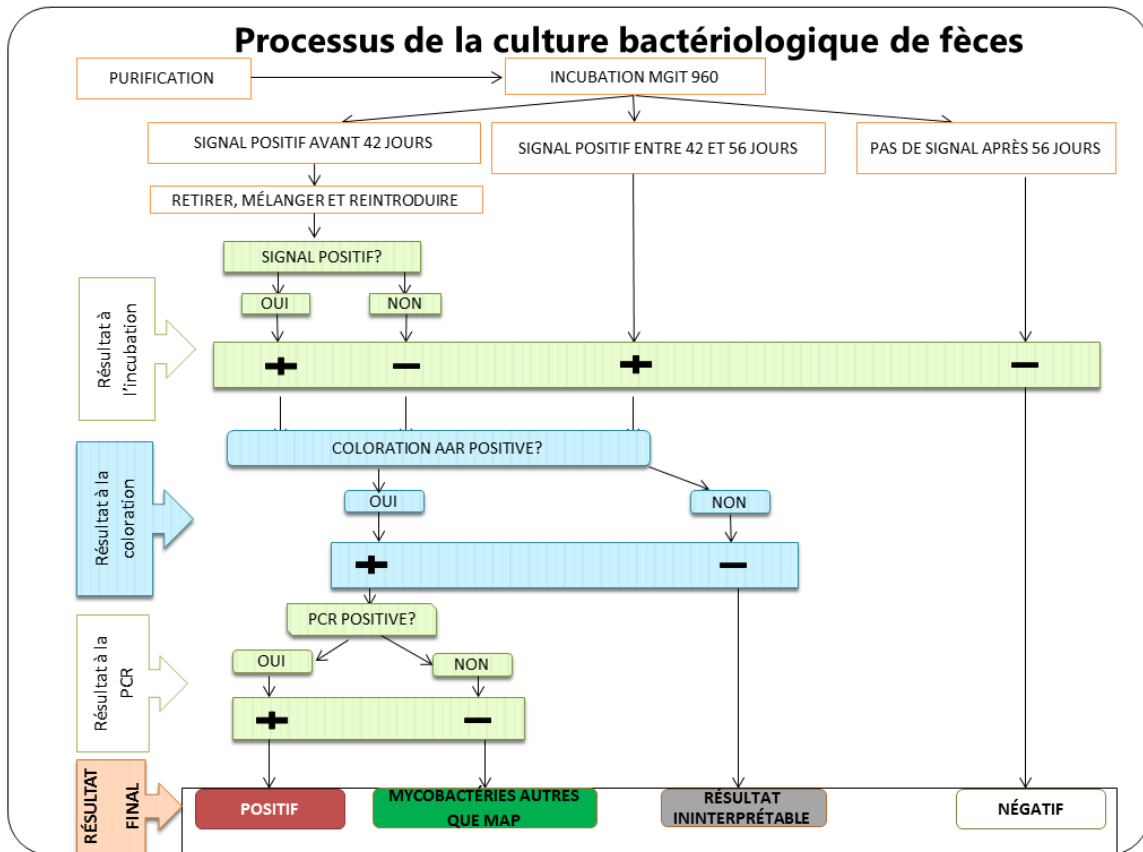 Processus de la culture bactériologique de fèces
PURIFICATION
INCUBATION MGIT 960
SIGNAL POSITIF AVANT 42 JOURS
SIGNAL POSITIF ENTRE 42 ET 56 JOURS
PAS DE SIGNAL APRÈS 56 JOURS
RETIRER, MÉLANGER ET REINTRODUIRE
SIGNAL POSITIF?
OUI
NON
Résultat à
l'incubation
+
−
+
−
COLORATION AAR POSITIVE?
Résultat à la
coloration
OUI
NON
+
−
PCR POSITIVE?
Résultat à la
PCR
OUI
NON
+
−
RÉSULTAT
FINAL
POSITIF
MYCOBACTÉRIES AUTRES
QUE MAP
RÉSULTAT
ININTERPRÉTABLE
NÉGATIF